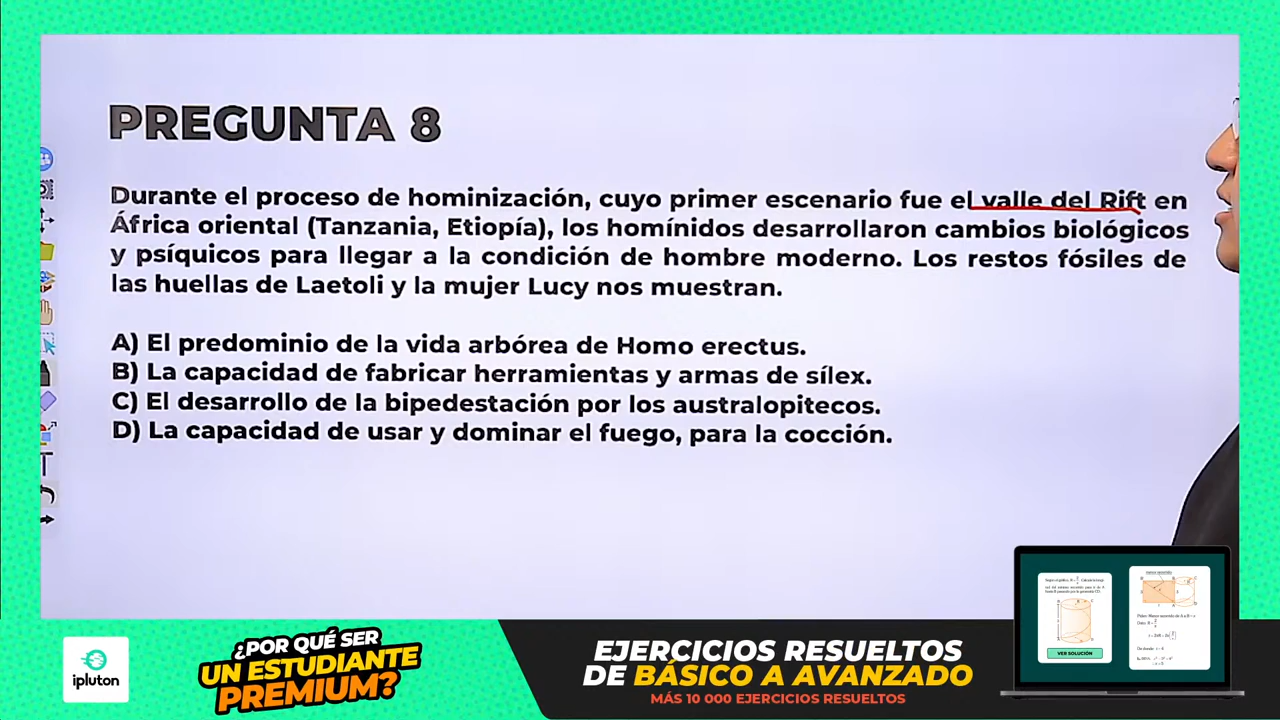 PREGUNTA 8
Durante el proceso de hominización, cuyo primer escenario fue el valle del Rift en
África oriental (Tanzania, Etiopía), los homínidos desarrollaron cambios biológicos
y psíquicos para llegar a la condición de hombre moderno. Los restos fósiles de
las huellas de Laetoli y la mujer Lucy nos muestran.
A) El predominio de la vida arbórea de Homo erectus.
B) La capacidad de fabricar herramientas y armas de sílex.
C) El desarrollo de la bipedestación por los australopitecos.
D) La capacidad de usar y dominar el fuego, para la cocción.
ipluton
¿POR QUÉ SER
UN ESTUDIANTE
PREMIUM?
EJERCICIOS RESUELTOS
DE BÁSICO A AVANZADO
MÁS 10 000 EJERCICIOS RESUELTOS
VER SOLUCIÓN